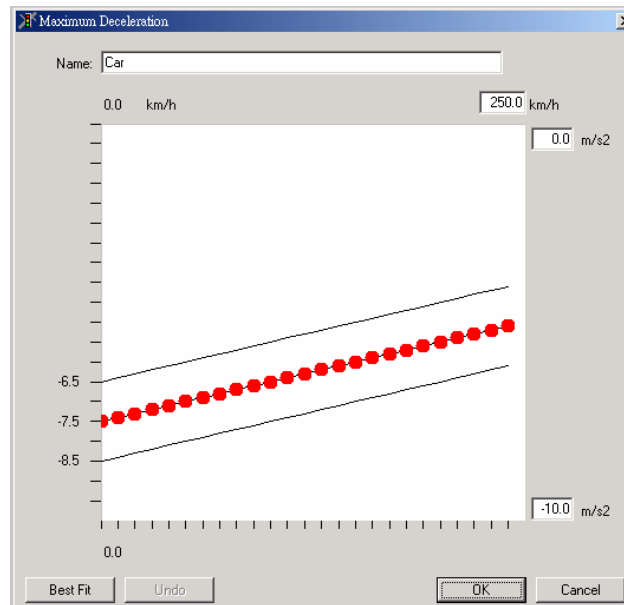 Maximum Deceleration
Name: Car
0.0 km/h 250.0 km/h
0.0 m/s2
-6.5
-7.5
-8.5
-10.0 m/s2
0.0
Best Fit Undo OK Cancel